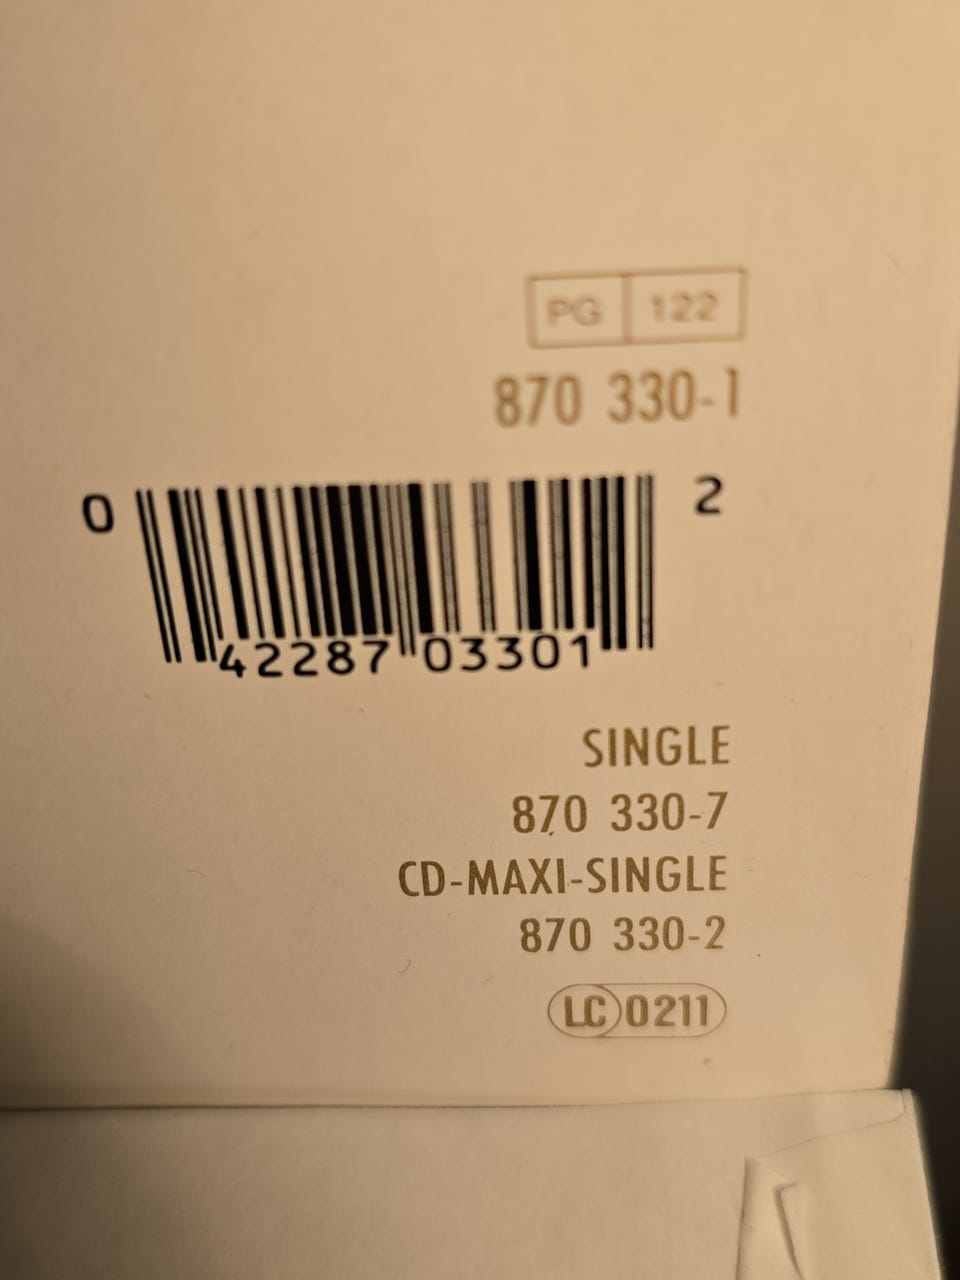 PG 122
870 330-1
0 42287 03301 2
SINGLE
870 330-7
CD-MAXI-SINGLE
870 330-2
LC 0211